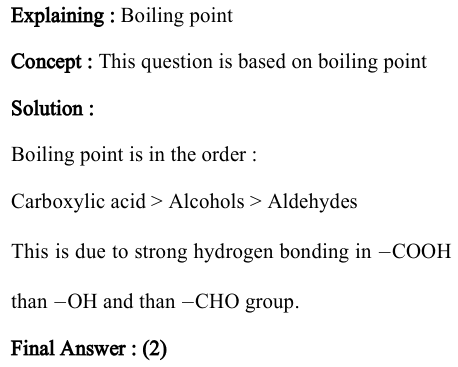 Explaining : Boiling point
Concept : This question is based on boiling point
Solution :
Boiling point is in the order :
Carboxylic acid > Alcohols > Aldehydes
This is due to strong hydrogen bonding in −COOH
than −OH and than −CHO group.
Final Answer : (2)